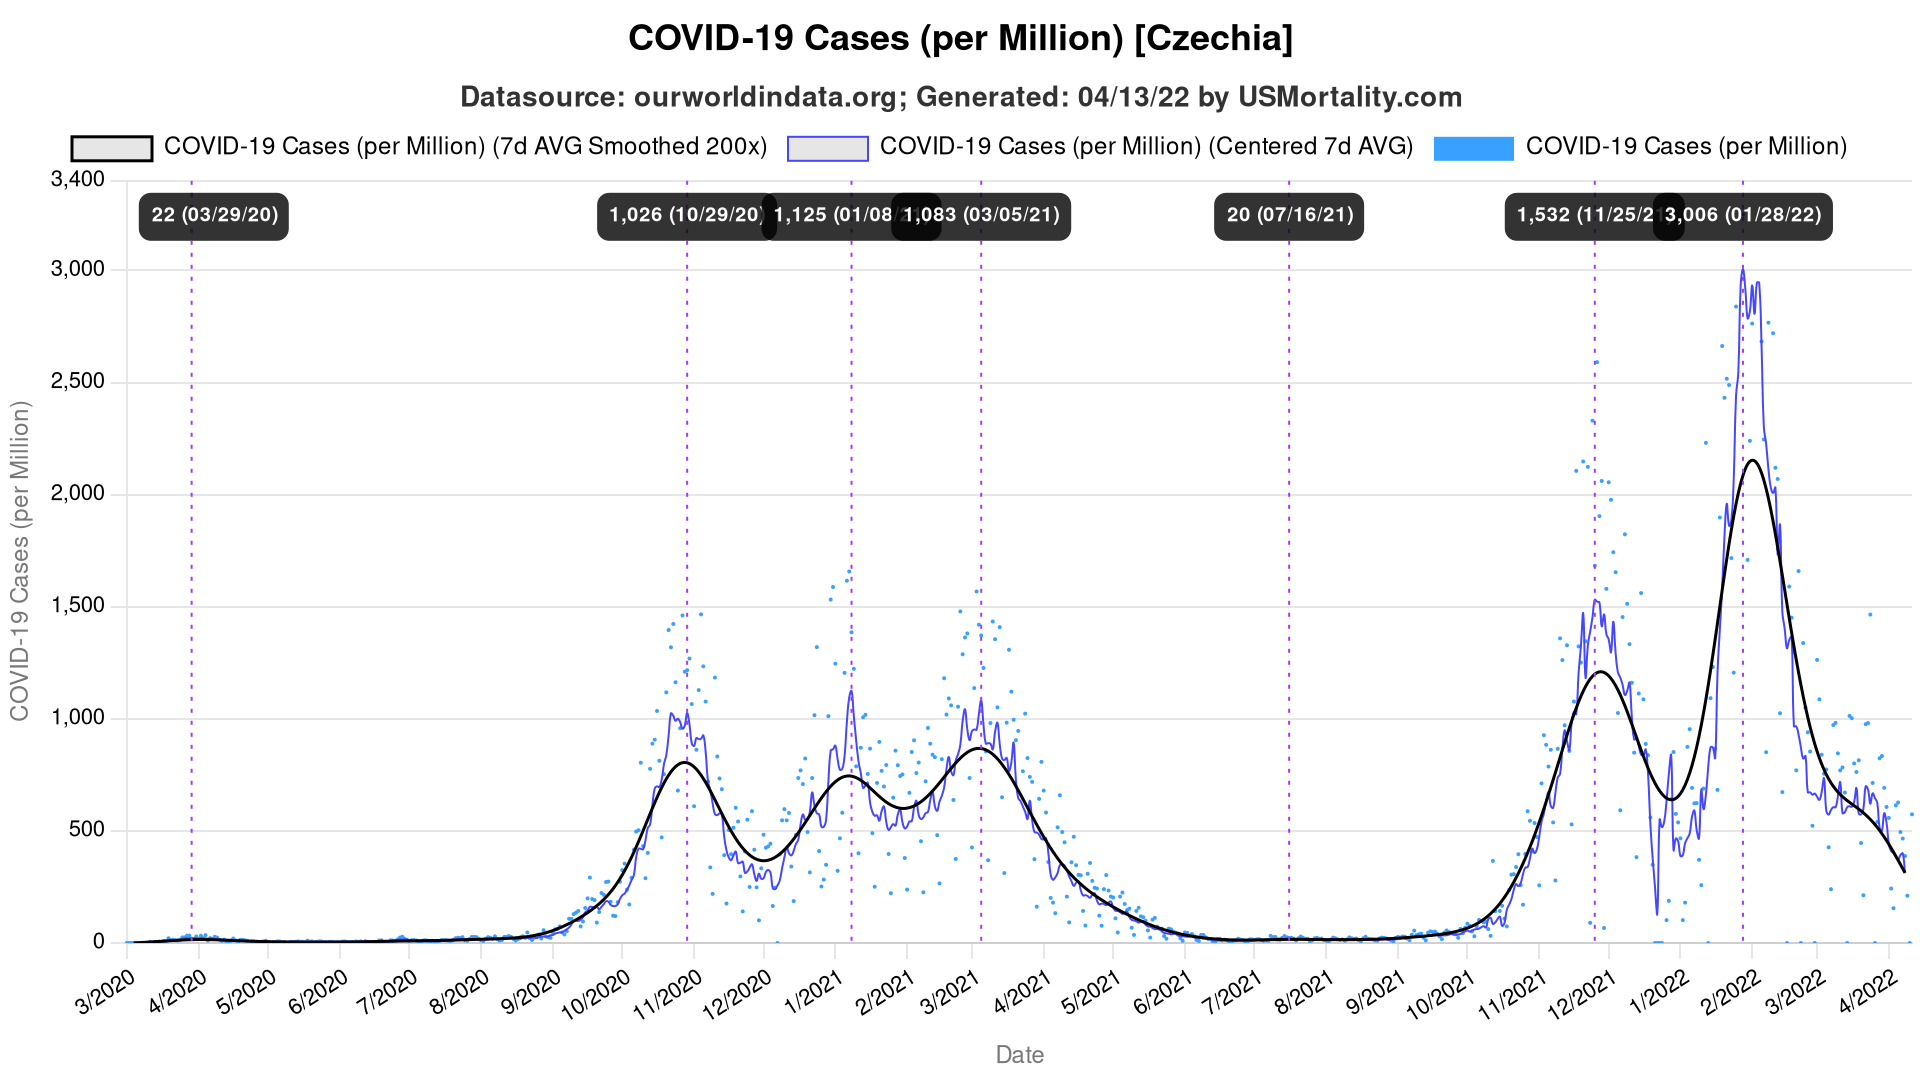 COVID-19 Cases (per Million) [Czechia]
Datasource: ourworldindata.org; Generated: 04/13/22 by USMortality.com
COVID-19 Cases (per Million) (7d AVG Smoothed 200x) COVID-19 Cases (per Million) (Centered 7d AVG) COVID-19 Cases (per Million)
22 (03/29/20) 1,026 (10/29/20) 1,125 (01/08/21) 1,083 (03/05/21) 20 (07/16/21) 1,532 (11/25/21) 3,006 (01/28/22)
3,400
3,000
2,500
2,000
1,500
1,000
500
0
COVID-19 Cases (per Million)
3/2020 4/2020 5/2020 6/2020 7/2020 8/2020 9/2020 10/2020 11/2020 12/2020 1/2021 2/2021 3/2021 4/2021 5/2021 6/2021 7/2021 8/2021 9/2021 10/2021 11/2021 12/2021 1/2022 2/2022 3/2022 4/2022
Date